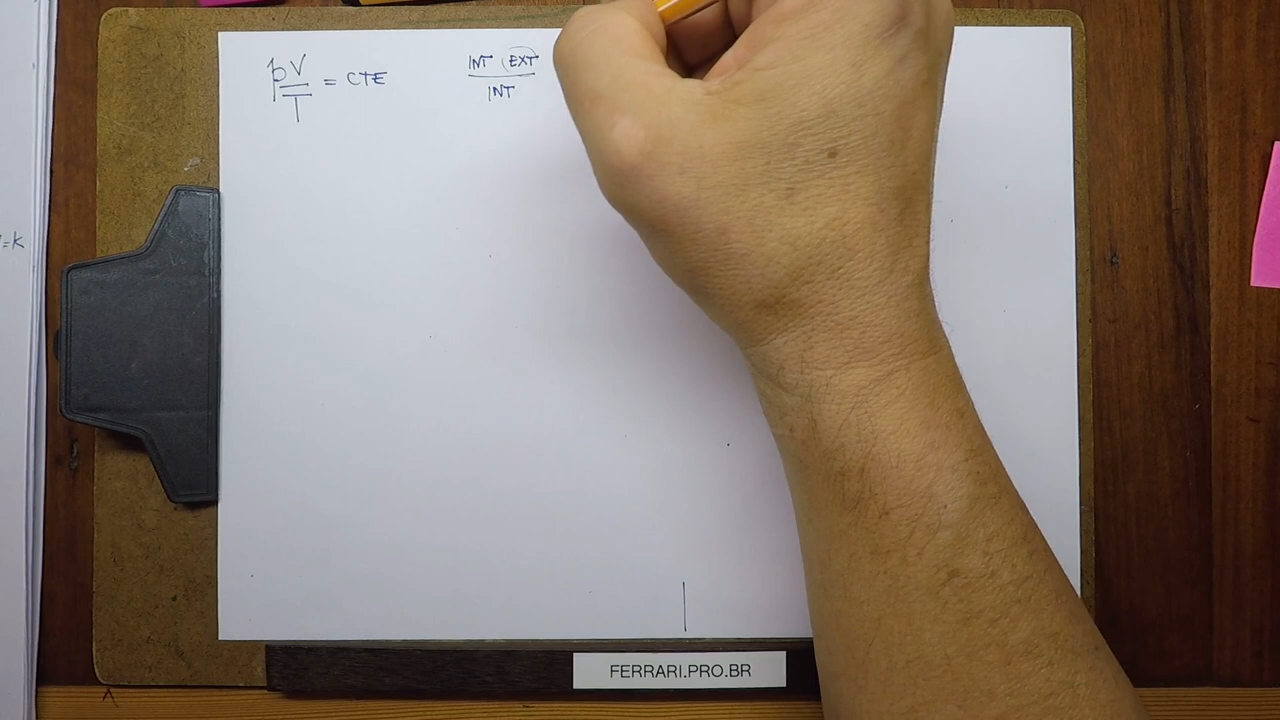 =K
pV
— = CTE
T
INT EXT
———
INT
FERRARI.PRO.BR